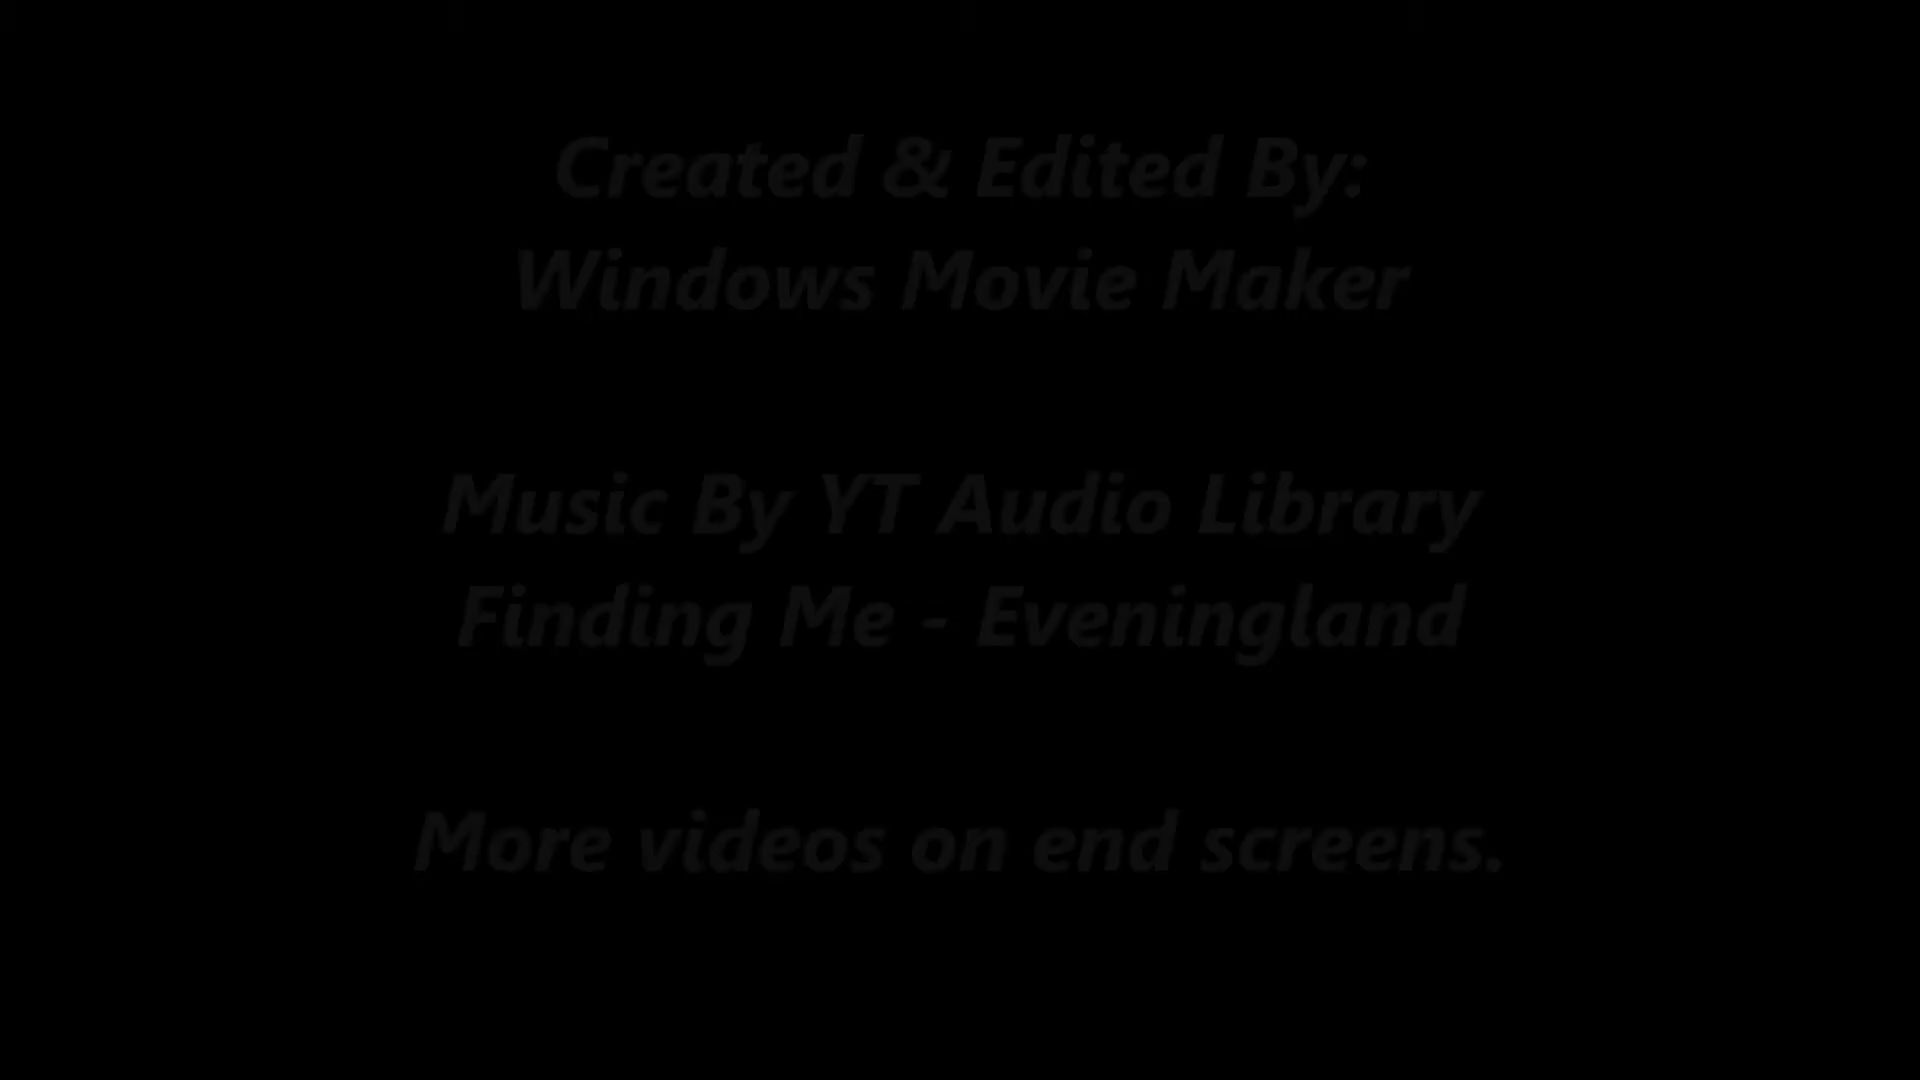 Created & Edited By:
Windows Movie Maker
Music By YT Audio Library
Finding Me - Eveningland
More videos on end screens.